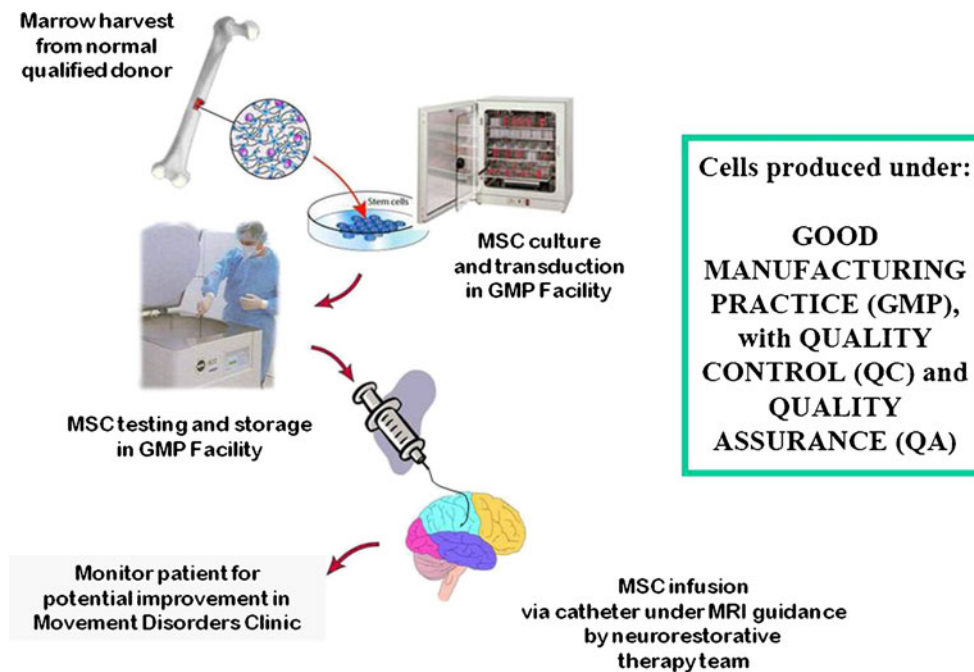 Marrow harvest
from normal
qualified donor
Stem cells
MSC culture
and transduction
in GMP Facility
MSC testing and storage
in GMP Facility
Monitor patient for
potential improvement in
Movement Disorders Clinic
MSC infusion
via catheter under MRI guidance
by neurorestorative
therapy team
Cells produced under:
GOOD
MANUFACTURING
PRACTICE (GMP),
with QUALITY
CONTROL (QC) and
QUALITY
ASSURANCE (QA)